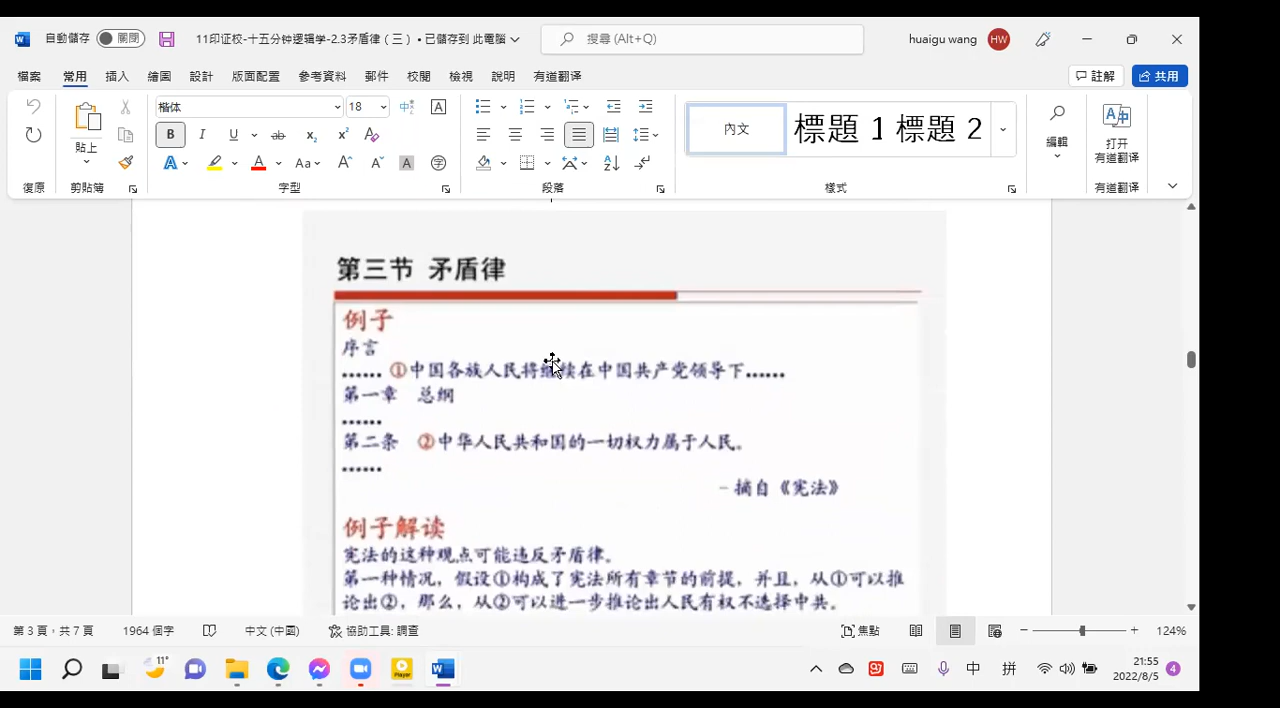 自動儲存 關閉 11印证校-十五分钟逻辑学-2.3矛盾律（三）• 已儲存到 此電腦 搜尋 (Alt+Q) huaigu wang HW
檔案 常用 插入 繪圖 設計 版面配置 參考資料 郵件 校閱 檢視 說明 有道翻译 註解 共用
楷体 18
貼上
B I U ab x₂ x² A
內文 標題 1 標題 2
編輯
打开
有道翻译
A Aa A A A 字
復原 剪貼簿 字型 段落 樣式 有道翻译
第三节 矛盾律
例子
序言
…… ①中国各族人民将继续在中国共产党领导下……
第一章 总纲
……
第二条 ②中华人民共和国的一切权力属于人民。
……
– 摘自《宪法》
例子解读
宪法的这种观点可能违反矛盾律。
第一种情况，假设①构成了宪法所有章节的前提，并且，从①可以推
论出②，那么，从②可以进一步推论出人民有权不选择中共。
第 3 頁，共 7 頁 1964 個字 中文 (中國) 協助工具: 調查 焦點 124%
11° Player W 中 拼 21:55
2022/8/5 4